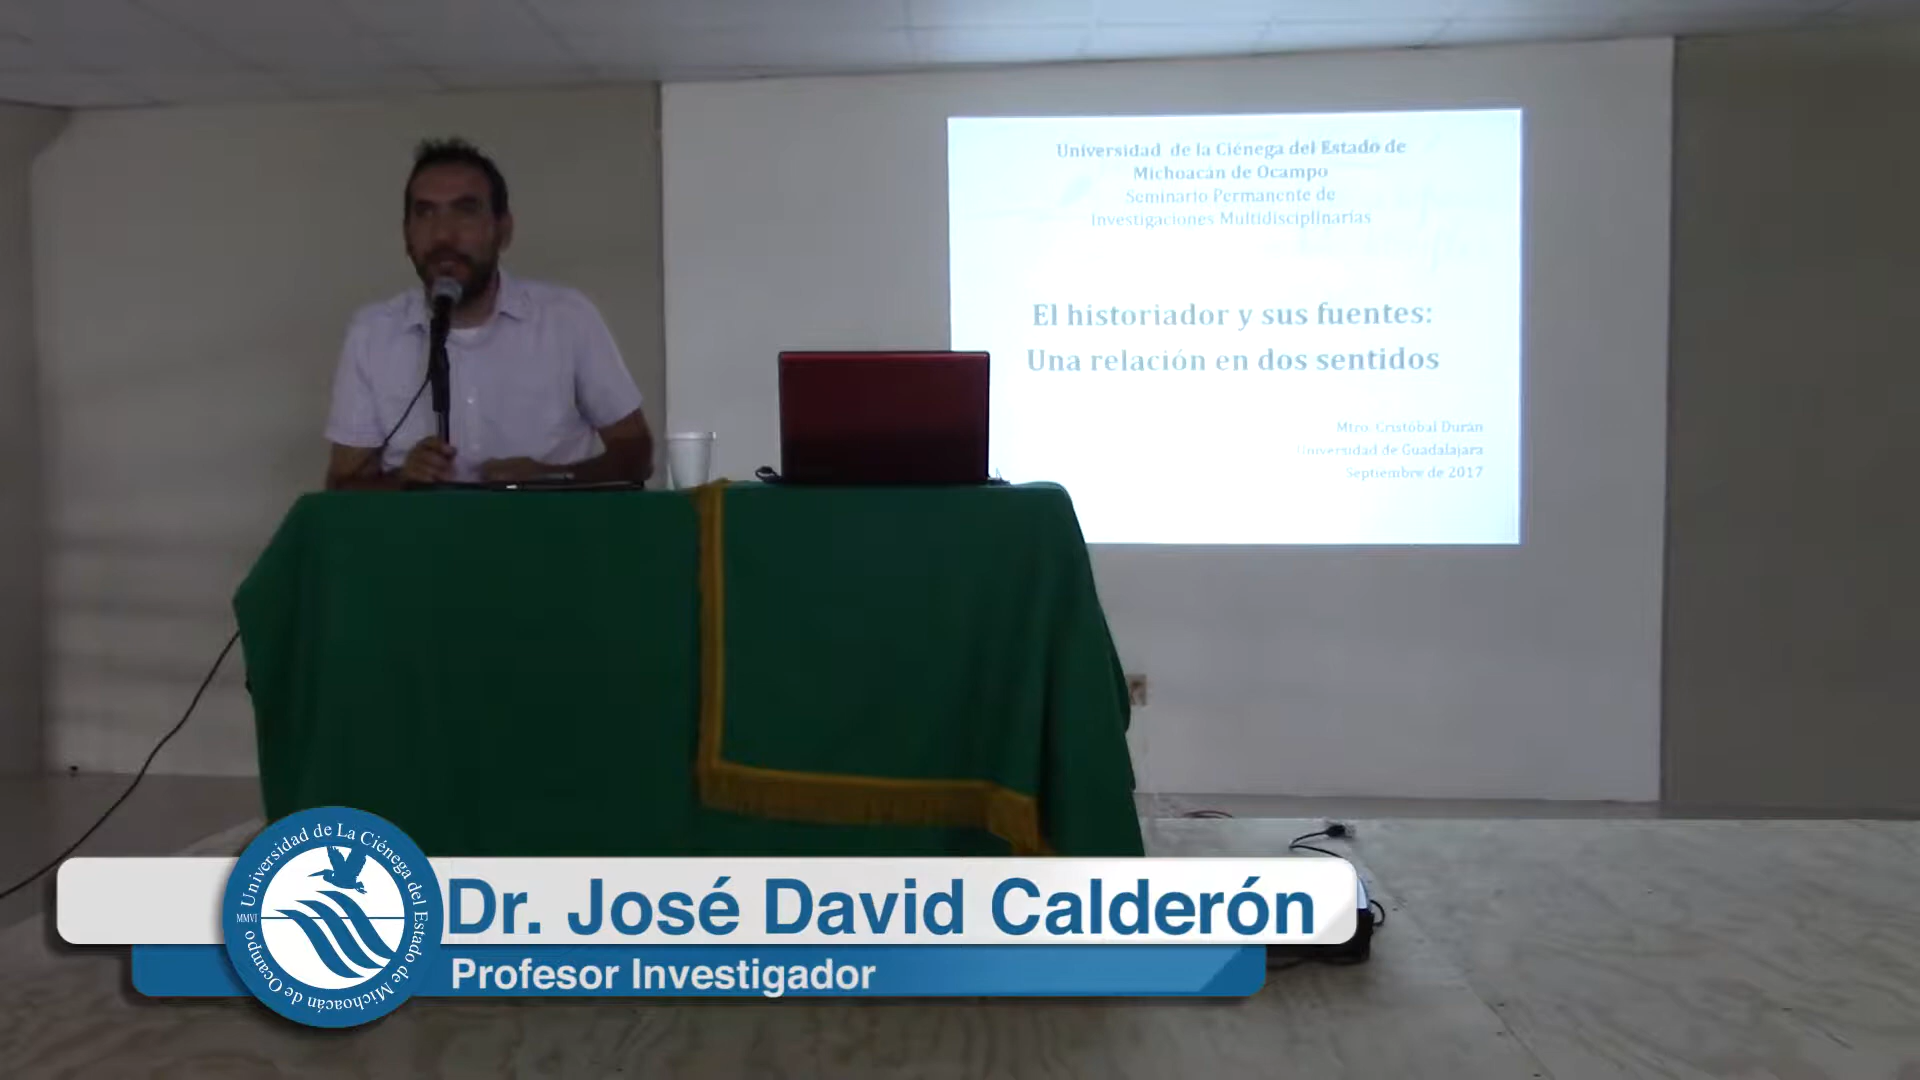 Universidad de la Ciénega del Estado de
Michoacán de Ocampo
Seminario Permanente de
Investigaciones Multidisciplinarias
El historiador y sus fuentes:
Una relación en dos sentidos
Mtro. Cristóbal Durán
Universidad de Guadalajara
Septiembre de 2017
Universidad de La Ciénega del Estado de Michoacán de Ocampo
MMVI
Dr. José David Calderón
Profesor Investigador